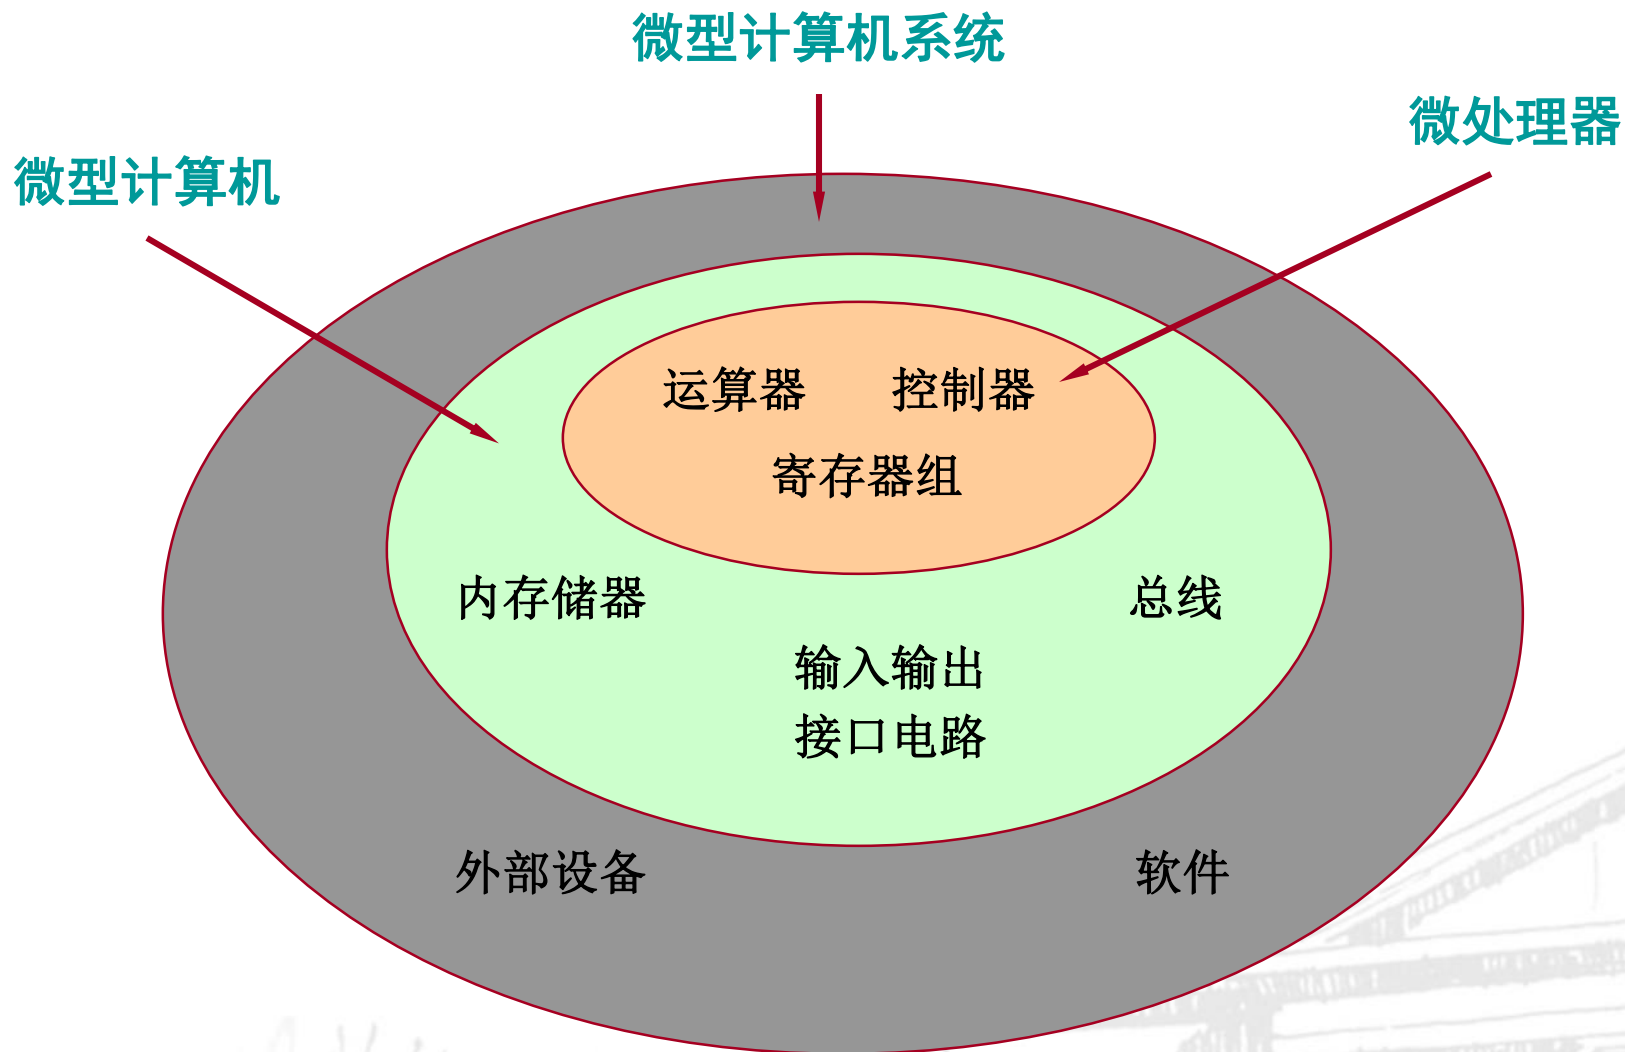 微型计算机系统
微处理器
微型计算机
运算器 控制器
寄存器组
内存储器 总线
输入输出
接口电路
外部设备 软件